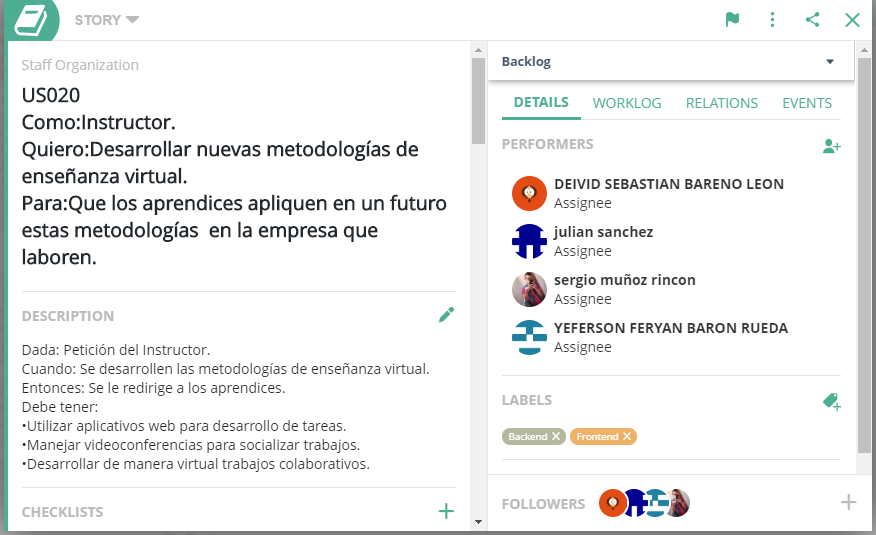 STORY
Staff Organization
US020
Como:Instructor.
Quiero:Desarrollar nuevas metodologías de
enseñanza virtual.
Para:Que los aprendices apliquen en un futuro
estas metodologías  en la empresa que
laboren.
DESCRIPTION
Dada: Petición del Instructor.
Cuando: Se desarrollen las metodologías de enseñanza virtual.
Entonces: Se le redirige a los aprendices.
Debe tener:
•Utilizar aplicativos web para desarrollo de tareas.
•Manejar videoconferencias para socializar trabajos.
•Desarrollar de manera virtual trabajos colaborativos.
CHECKLISTS
Backlog
DETAILS WORKLOG RELATIONS EVENTS
PERFORMERS
DEIVID SEBASTIAN BARENO LEON
Assignee
julian sanchez
Assignee
sergio muñoz rincon
Assignee
YEFERSON FERYAN BARON RUEDA
Assignee
LABELS
Backend Frontend
FOLLOWERS